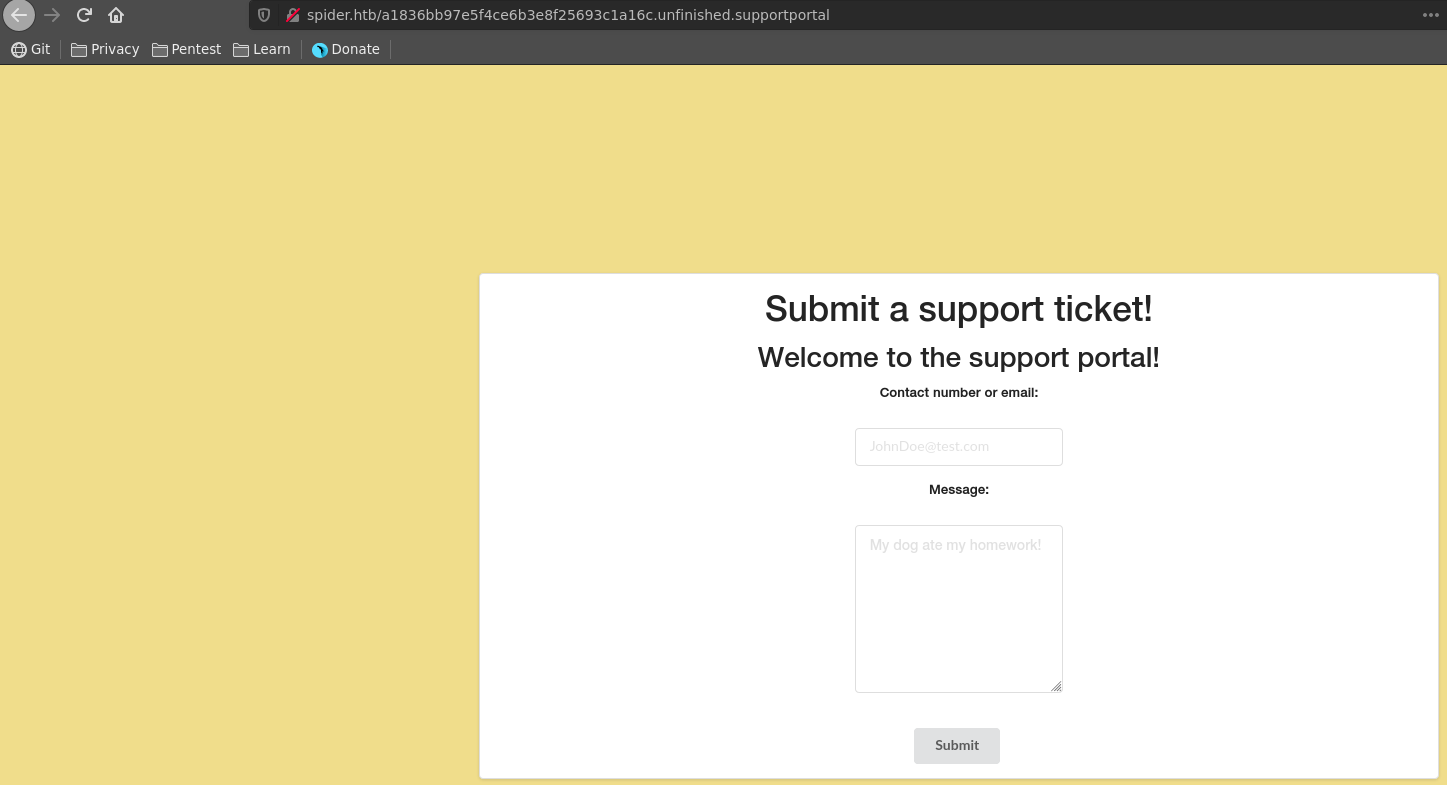 spider.htb/a1836bb97e5f4ce6b3e8f25693c1a16c.unfinished.supportportal
Git Privacy Pentest Learn Donate
Submit a support ticket!
Welcome to the support portal!
Contact number or email:
JohnDoe@test.com
Message:
My dog ate my homework!
Submit